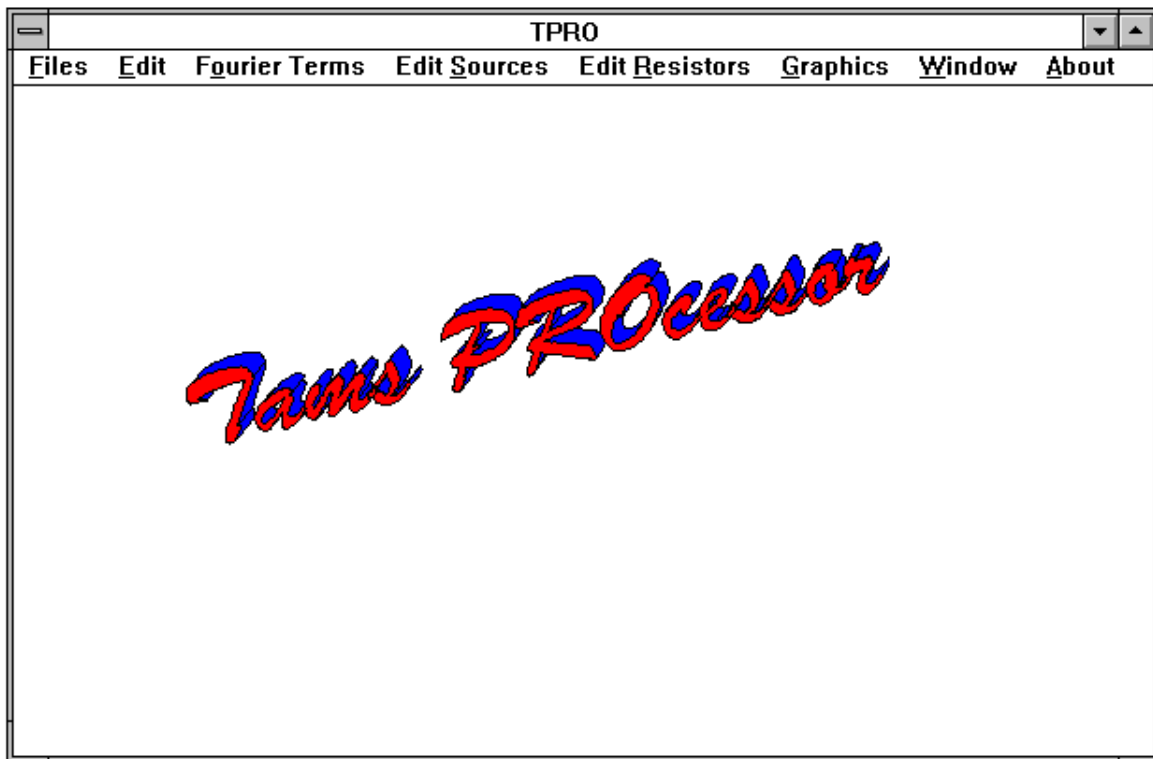 TPRO
Files Edit Fourier Terms Edit Sources Edit Resistors Graphics Window About
Tams PROcessor